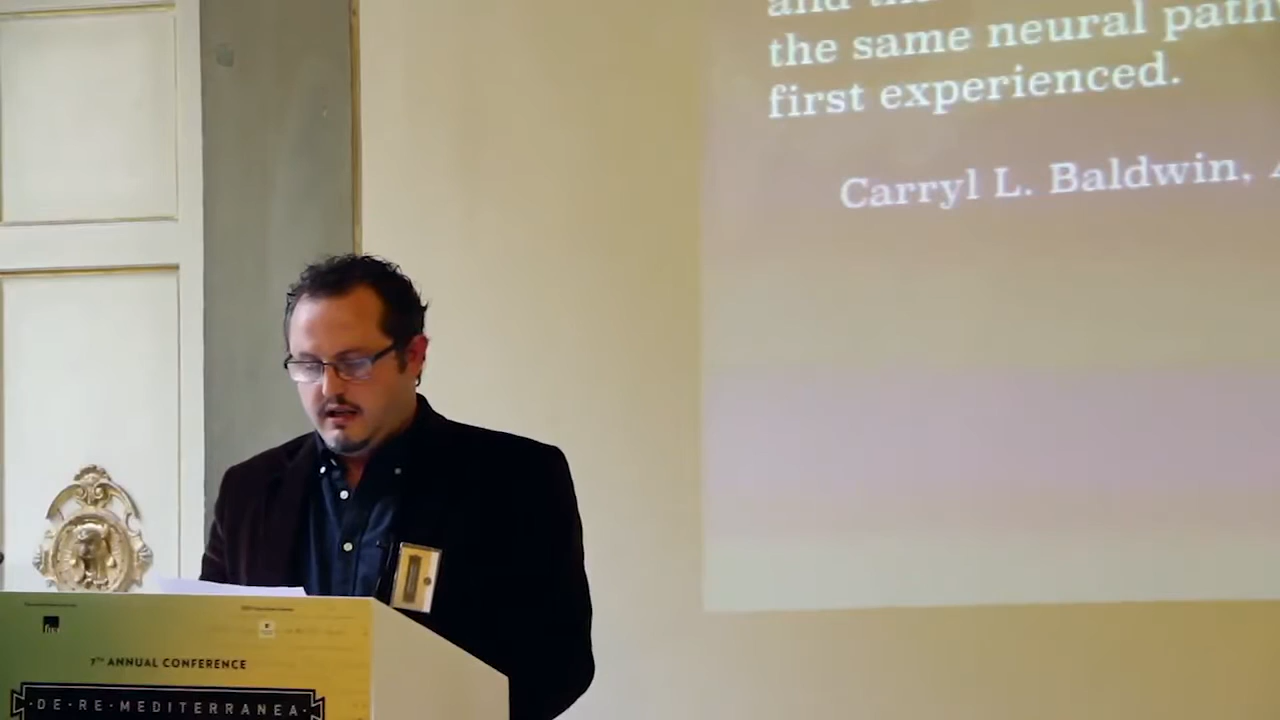 the same neural path
first experienced.
Carryl L. Baldwin,
7TH ANNUAL CONFERENCE
·DE·RE·MEDITERRANEA·